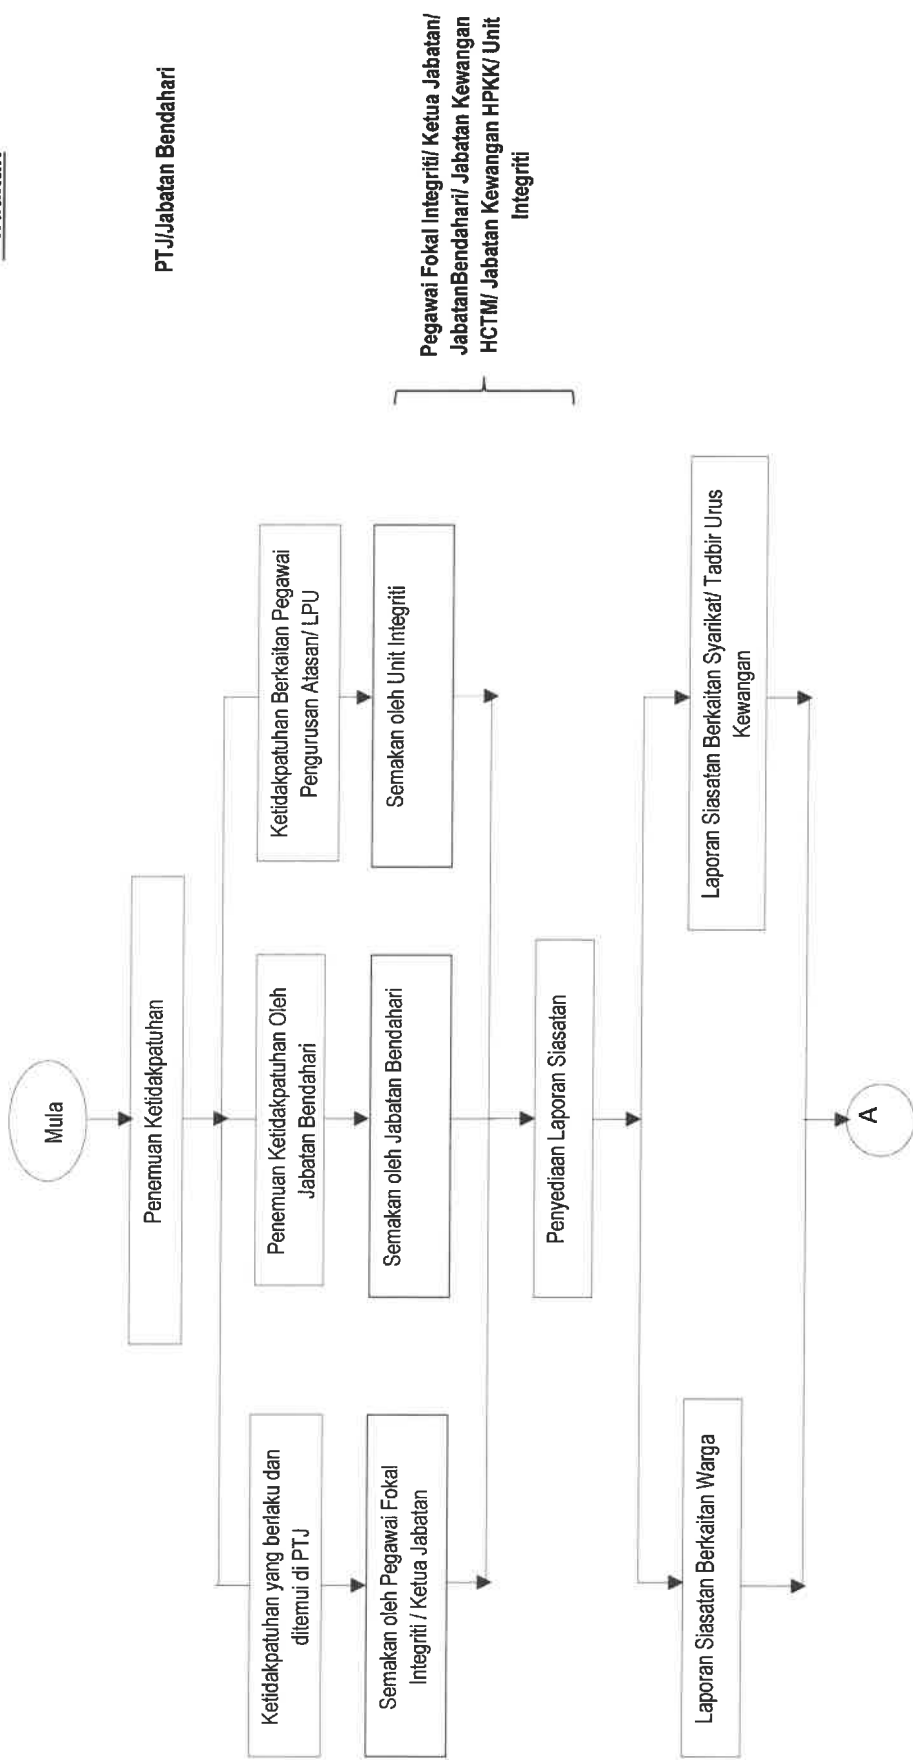 Mula
PTJ/Jabatan Bendahari
Penemuan Ketidakpatuhan
Ketidakpatuhan yang berlaku dan
ditemui di PTJ
Penemuan Ketidakpatuhan Oleh
Jabatan Bendahari
Ketidakpatuhan Berkaitan Pegawai
Pengurusan Atasan/ LPU
Semakan oleh Pegawai Fokal
Integriti / Ketua Jabatan
Semakan oleh Jabatan Bendahari
Semakan oleh Unit Integriti
Pegawai Fokal Integriti/ Ketua Jabatan/
JabatanBendahari/ Jabatan Kewangan
HCTM/ Jabatan Kewangan HPKK/ Unit
Integriti
Penyediaan Laporan Siasatan
Laporan Siasatan Berkaitan Warga
Laporan Siasatan Berkaitan Syarikat/ Tadbir Urus
Kewangan
A